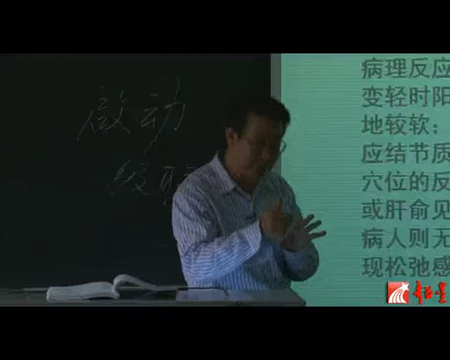 啟动
病理反应
变轻时阳
地较软；
应结节质
穴位的反
或肝俞见
病人则无
现松弛感